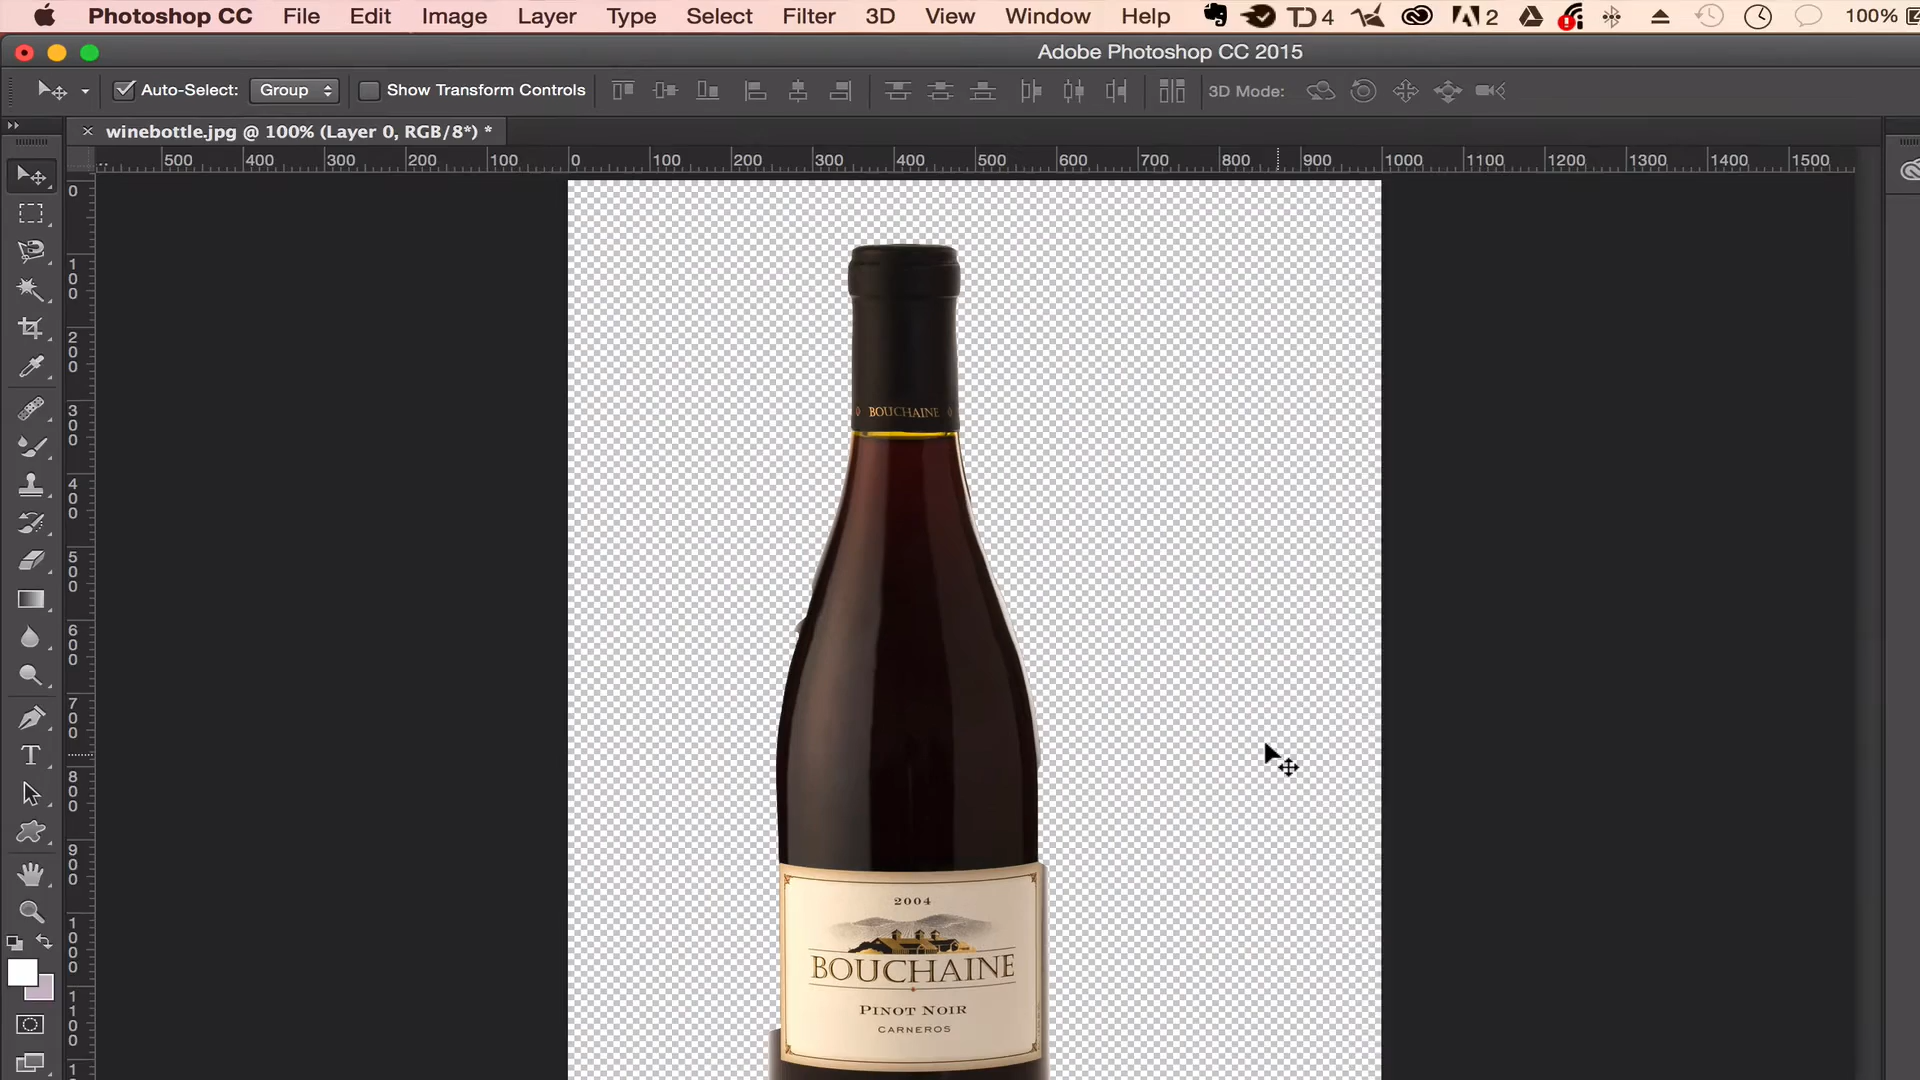 Photoshop CC File Edit Image Layer Type Select Filter 3D View Window Help 4 2 100%
Adobe Photoshop CC 2015
Auto-Select: Group Show Transform Controls 3D Mode:
winebottle.jpg @ 100% (Layer 0, RGB/8*) *
500 400 300 200 100 0 100 200 300 400 500 600 700 800 900 1000 1100 1200 1300 1400 1500
0
100
200
300
400
500
600
700
800
900
1000
1100
BOUCHAINE
2004
BOUCHAINE
PINOT NOIR
CARNEROS